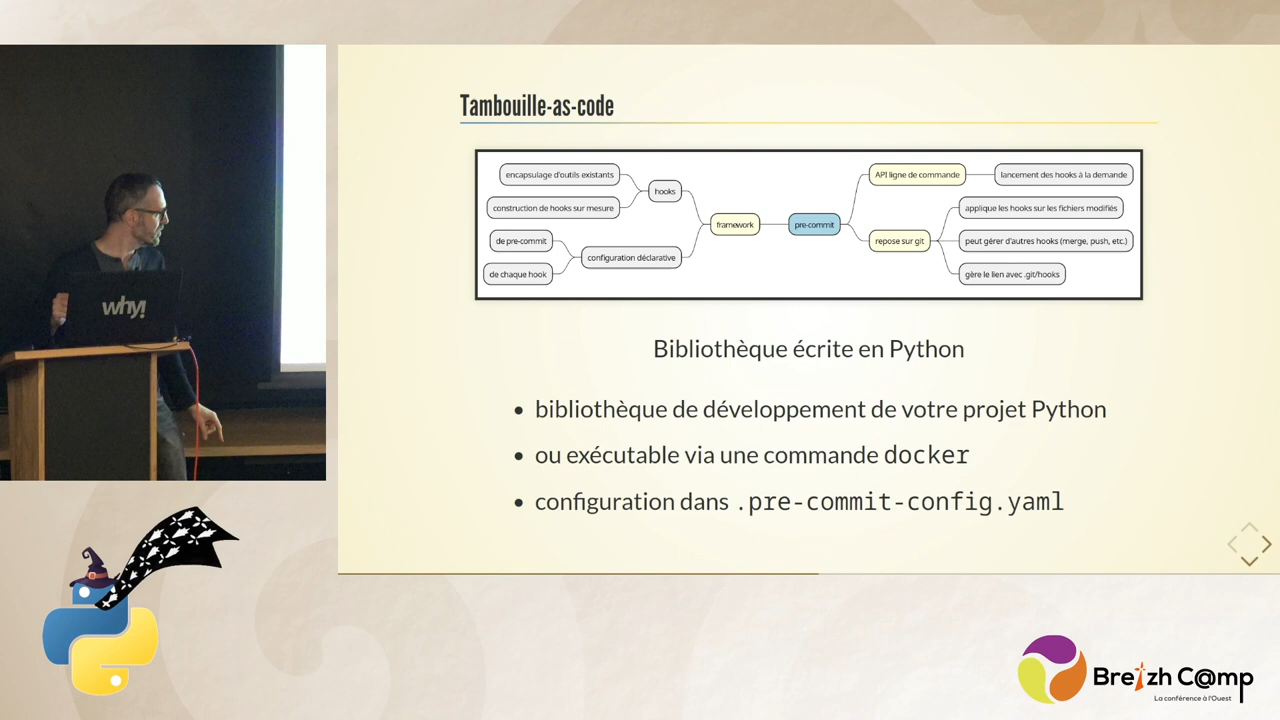 Tambouille-as-code
encapsulage d'outils existants
construction de hooks sur mesure
hooks
de pre-commit
de chaque hook
configuration déclarative
framework
pre-commit
API ligne de commande
lancement des hooks à la demande
repose sur git
applique les hooks sur les fichiers modifiés
peut gérer d'autres hooks (merge, push, etc.)
gère le lien avec .git/hooks
Bibliothèque écrite en Python
• bibliothèque de développement de votre projet Python
• ou exécutable via une commande docker
• configuration dans .pre-commit-config.yaml
why!
Breizh C@mp
La conférence à l'Ouest